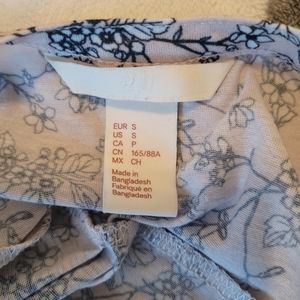 EUR S
US S
CA P
CN 165/88A
MX CH
Made in
Bangladesh
Fabriqué en
Bangladesh